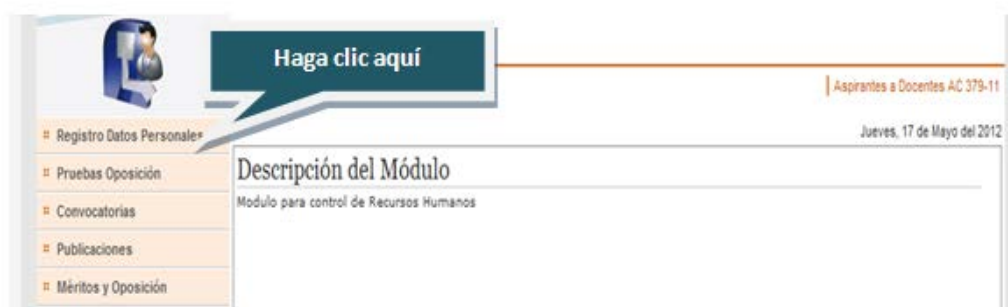 Haga clic aquí
Aspirantes a Docentes AC 379-11
Jueves, 17 de Mayo del 2012
Registro Datos Personales
Pruebas Oposición
Convocatorias
Publicaciones
Méritos y Oposición
Descripción del Módulo
Modulo para control de Recursos Humanos